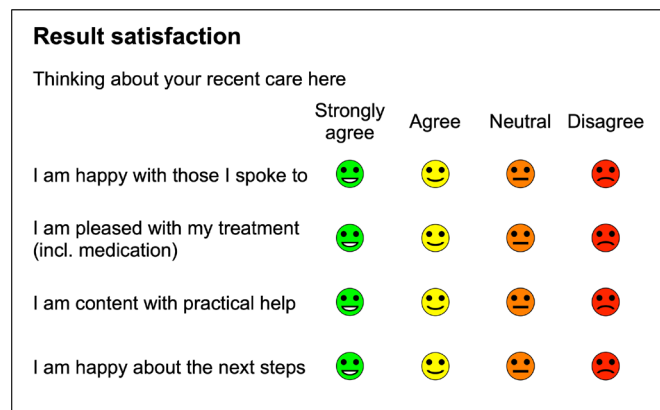 Result satisfaction
Thinking about your recent care here
Strongly agree Agree Neutral Disagree
I am happy with those I spoke to
I am pleased with my treatment
(incl. medication)
I am content with practical help
I am happy about the next steps